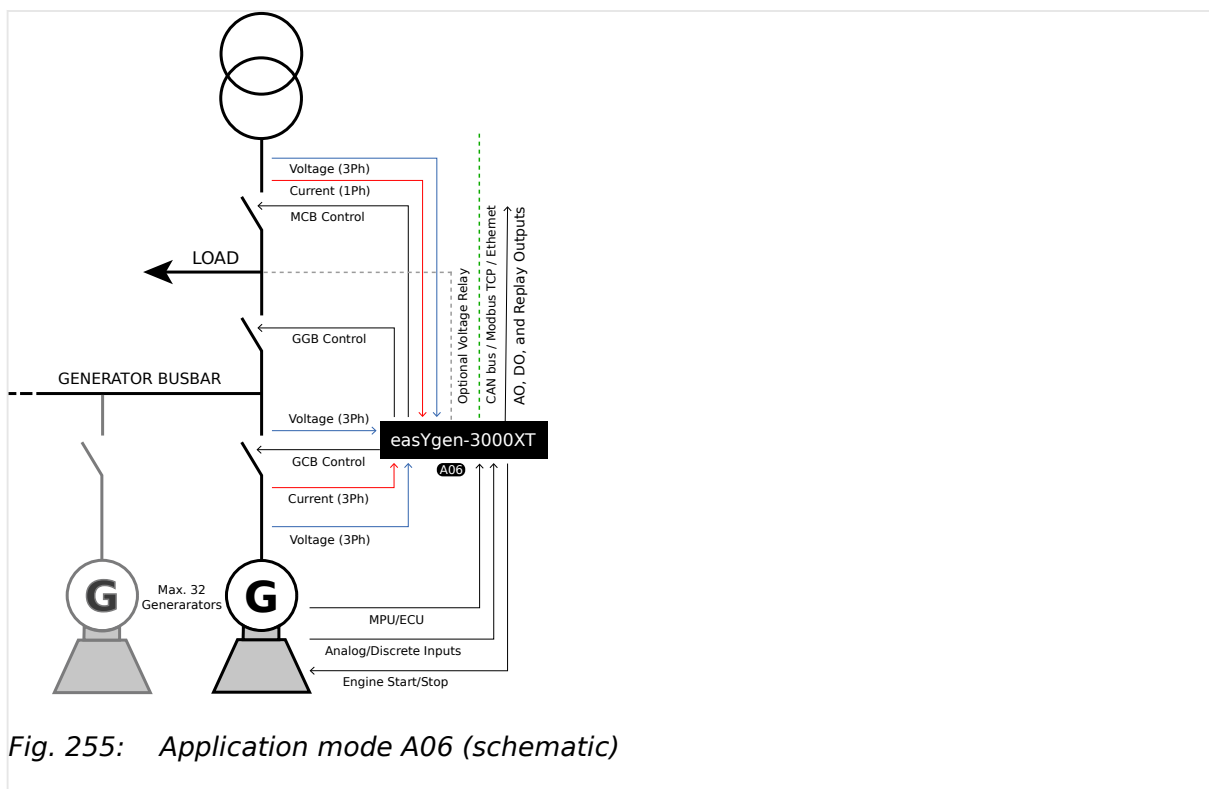 Voltage (3Ph)
Current (1Ph)
MCB Control
LOAD
Optional Voltage Relay
CAN bus / Modbus TCP / Ethernet
AO, DO, and Replay Outputs
GGB Control
GENERATOR BUSBAR
Voltage (3Ph)
easYgen-3000XT
GCB Control
A06
Current (3Ph)
Voltage (3Ph)
G
Max. 32
Generarators
G
MPU/ECU
Analog/Discrete Inputs
Engine Start/Stop
Fig. 255: Application mode A06 (schematic)